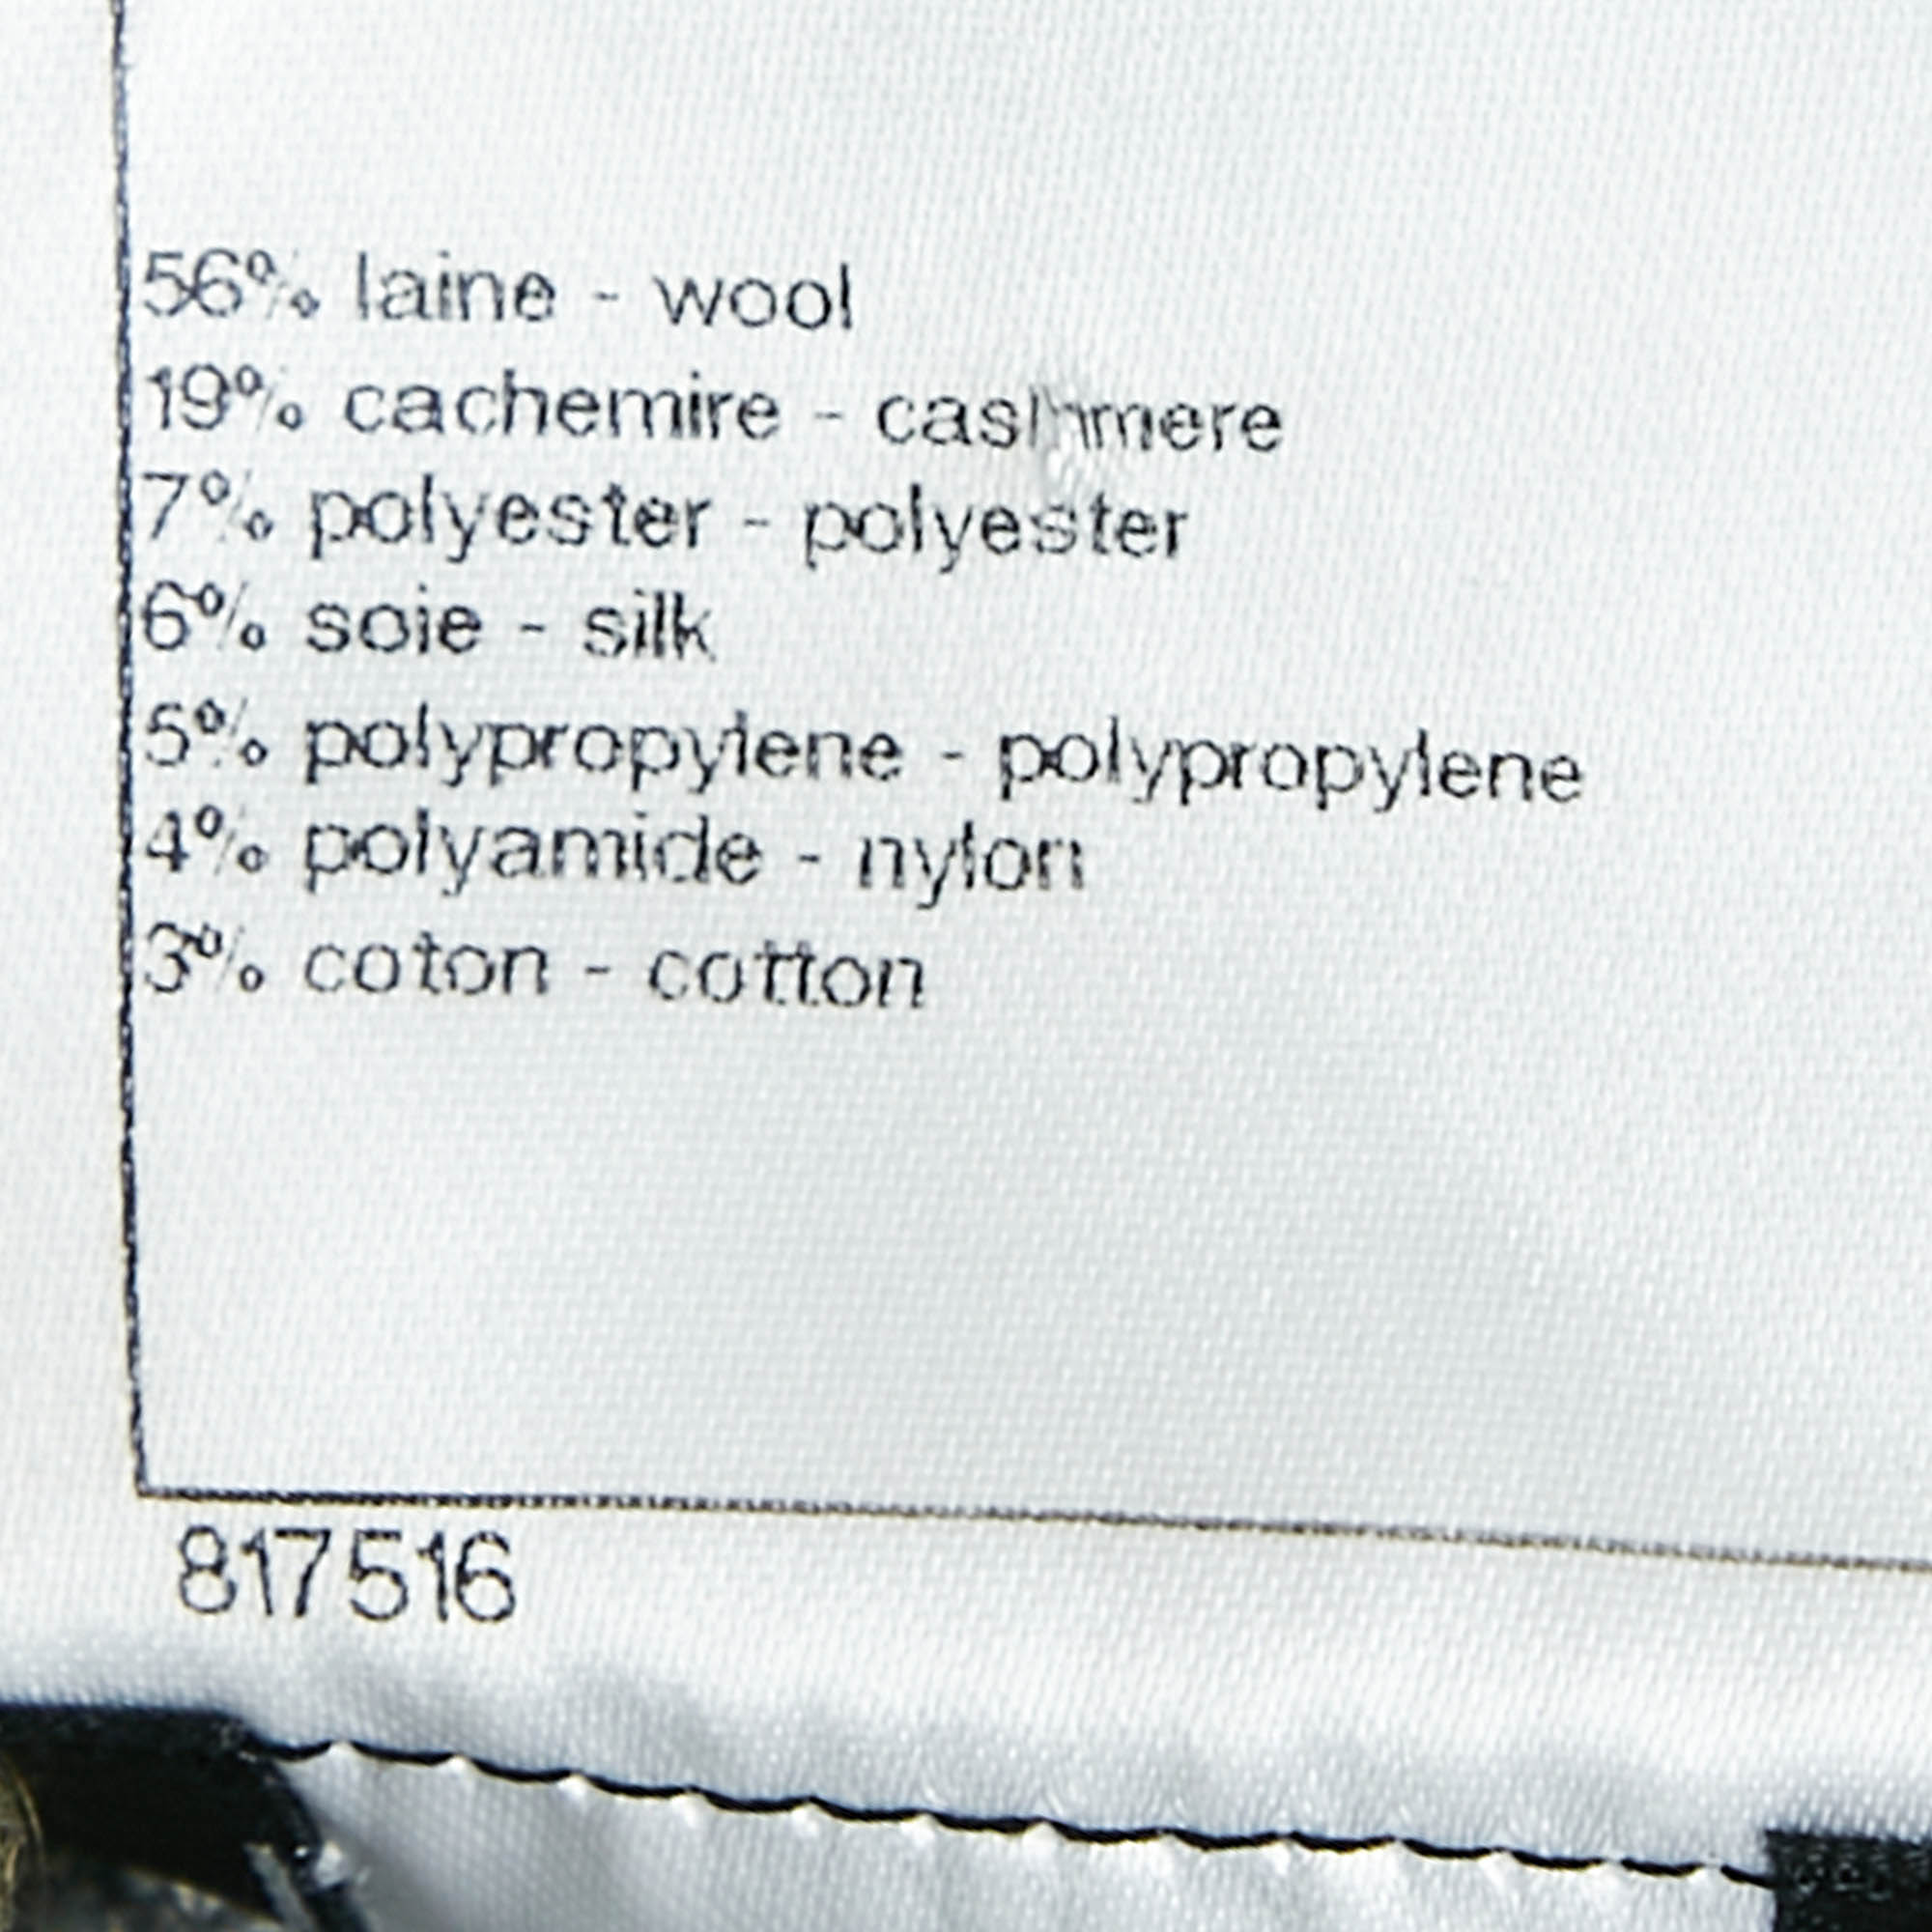 56% laine - wool
19% cachemire - cashmere
7% polyester - polyester
6% soie - silk
5% polypropylene - polypropylene
4% polyamide - nylon
3% coton - cotton
817516